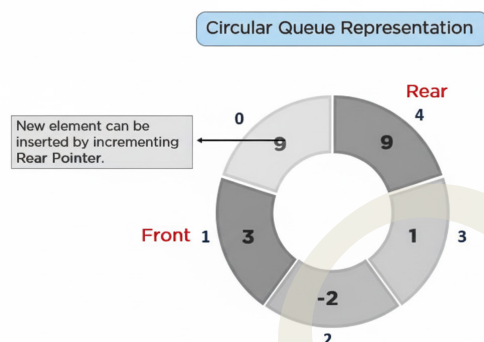 Circular Queue Representation
Rear
0
4
New element can be
inserted by incrementing
Rear Pointer.
9
9
Front
1
3
1
3
-2
2